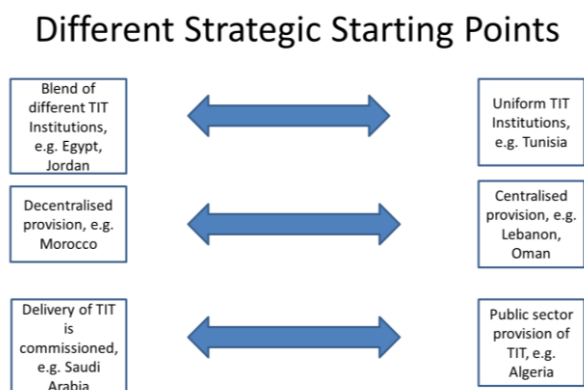 Different Strategic Starting Points
Blend of
different TIT
Institutions,
e.g. Egypt,
Jordan
Uniform TIT
Institutions,
e.g. Tunisia
Decentralised
provision, e.g.
Morocco
Centralised
provision, e.g.
Lebanon,
Oman
Delivery of TIT
is
commissioned,
e.g. Saudi
Arabia
Public sector
provision of
TIT, e.g.
Algeria